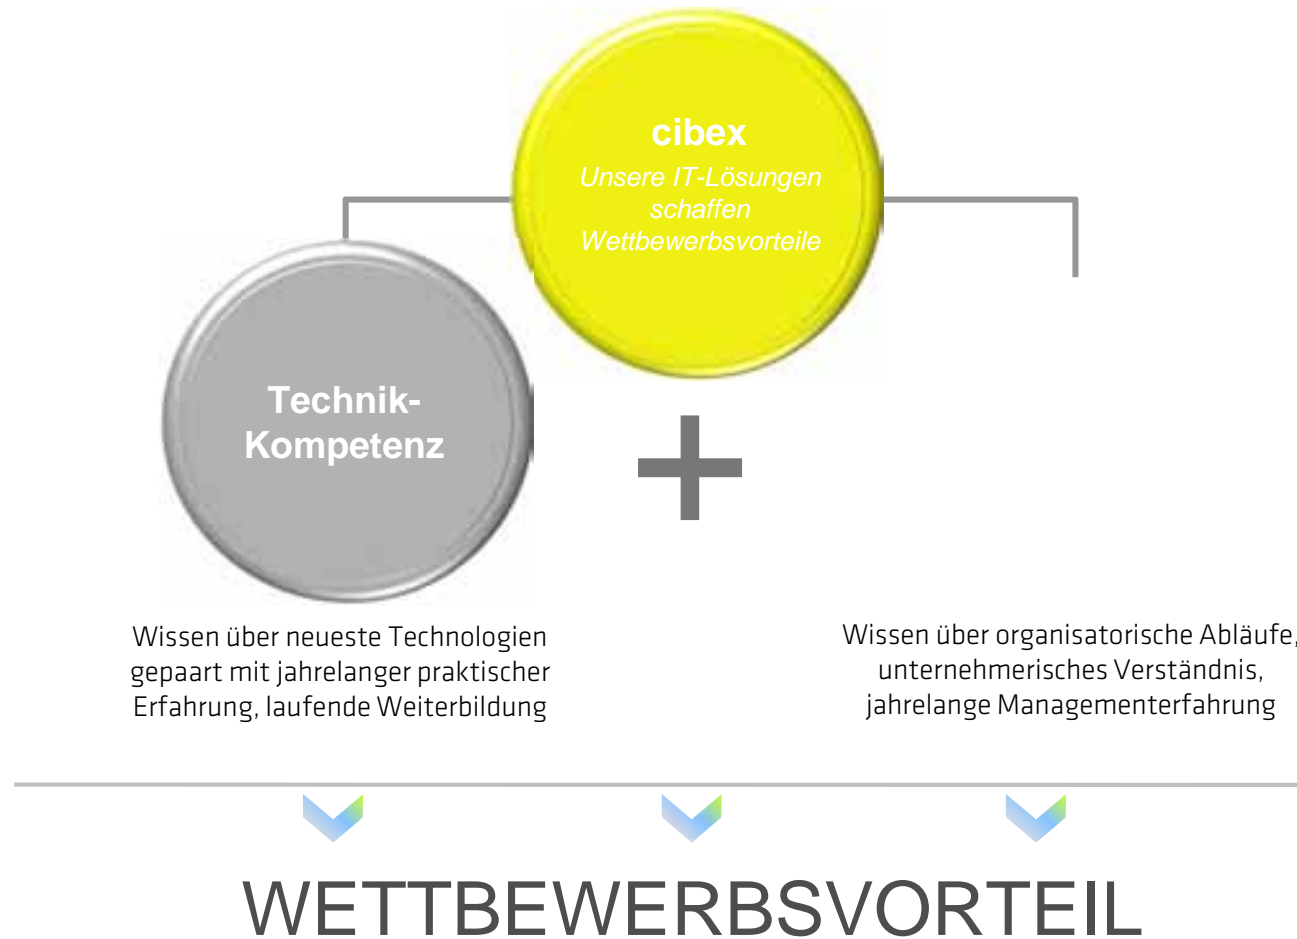 cibex
Unsere IT-Lösungen
schaffen
Wettbewerbsvorteile
Technik-
Kompetenz
Wissen über neueste Technologien
gepaart mit jahrelanger praktischer
Erfahrung, laufende Weiterbildung
Wissen über organisatorische Abläufe,
unternehmerisches Verständnis,
jahrelange Managementerfahrung
WETTBEWERBSVORTEIL